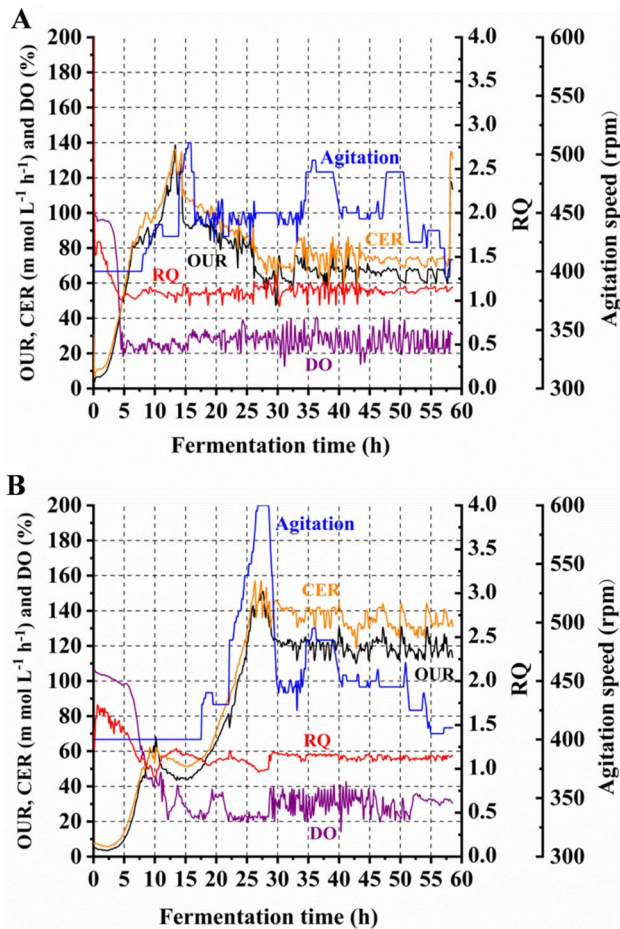 A
200
180
160
140
120
100
80
60
40
20
0
OUR, CER (m mol L⁻¹ h⁻¹) and DO (%)
0 5 10 15 20 25 30 35 40 45 50 55 60
Fermentation time (h)
4.0
3.5
3.0
2.5
2.0
1.5
1.0
0.5
0.0
RQ
600
550
500
450
400
350
300
Agitation speed (rpm)
Agitation
CER
OUR
RQ
DO
B
200
180
160
140
120
100
80
60
40
20
0
OUR, CER (m mol L⁻¹ h⁻¹) and DO (%)
0 5 10 15 20 25 30 35 40 45 50 55 60
Fermentation time (h)
4.0
3.5
3.0
2.5
2.0
1.5
1.0
0.5
0.0
RQ
600
550
500
450
400
350
300
Agitation speed (rpm)
Agitation
CER
OUR
RQ
DO